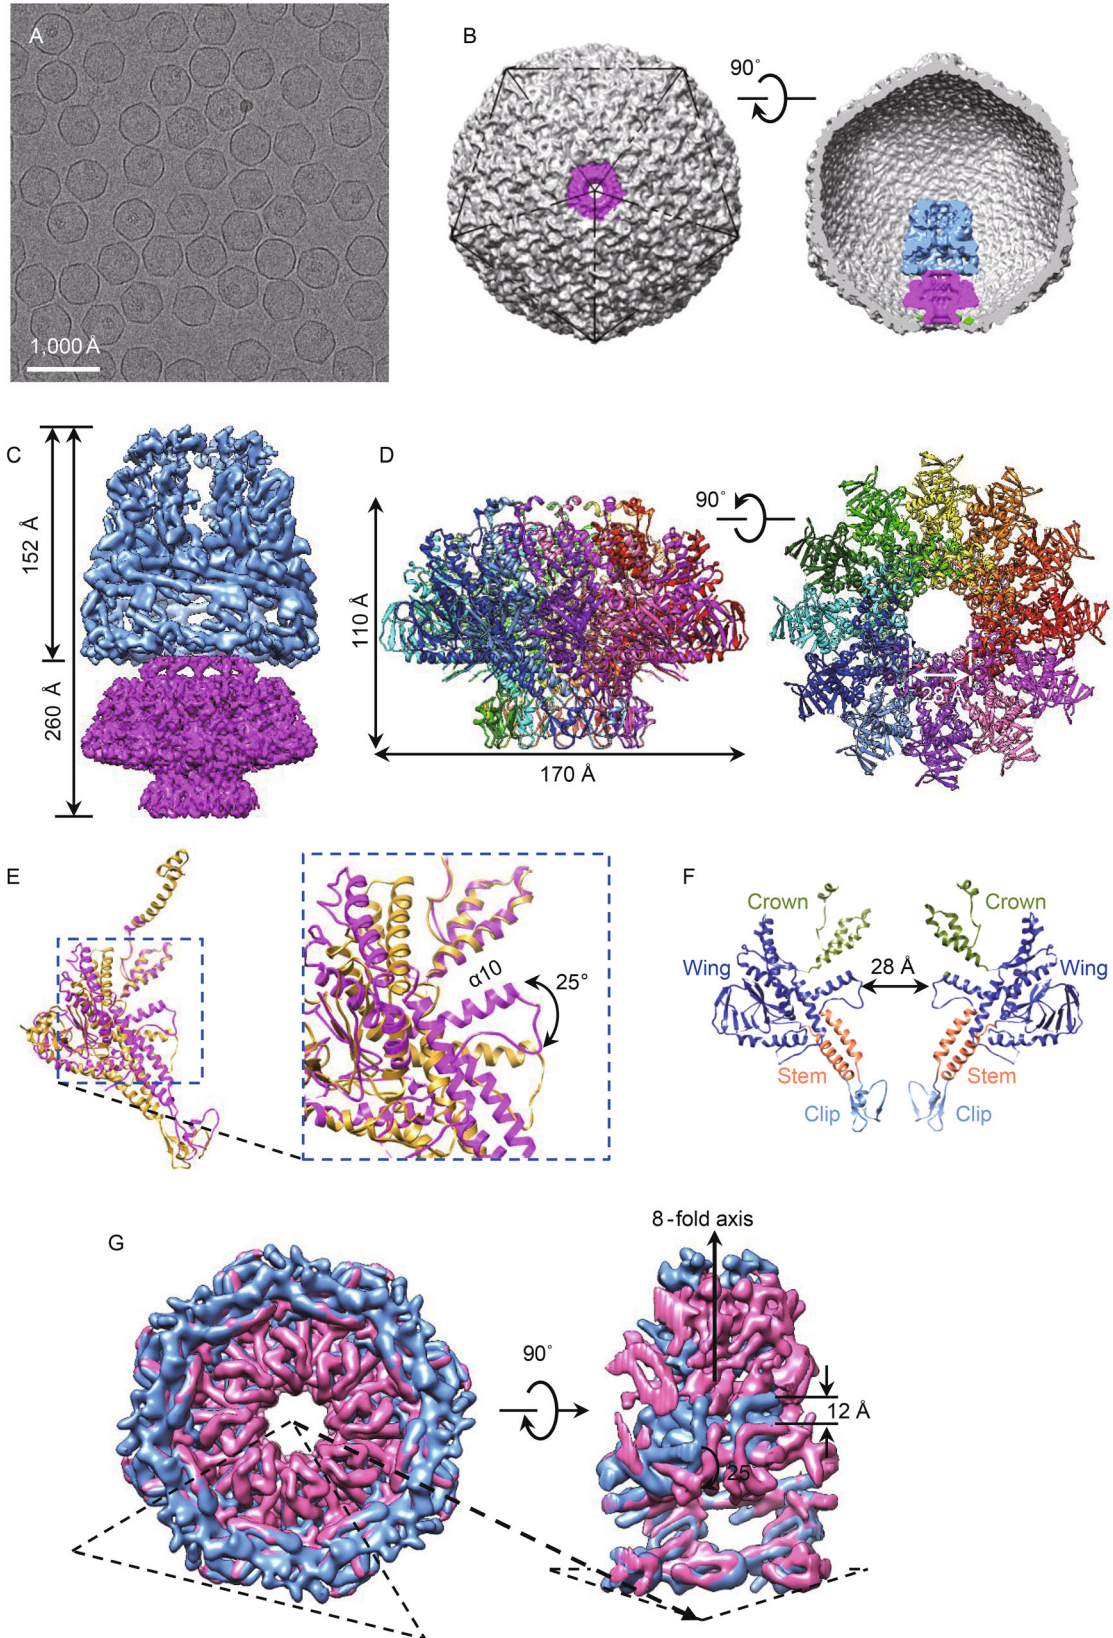 A
1,000 Å
B
90°
C
152 Å
260 Å
D
110 Å
170 Å
90°
28 Å
E
α10
25°
F
Crown
Crown
Wing
28 Å
Wing
Stem
Stem
Clip
Clip
G
8-fold axis
90°
12 Å
25°